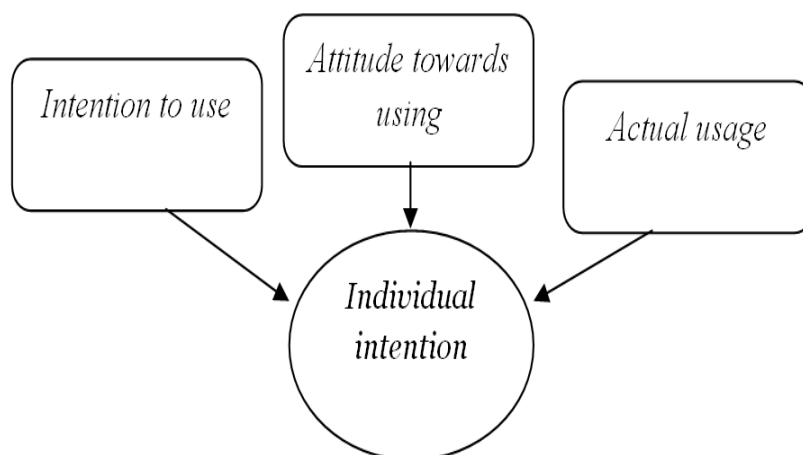 Intention to use
Attitude towards
using
Actual usage
Individual
intention